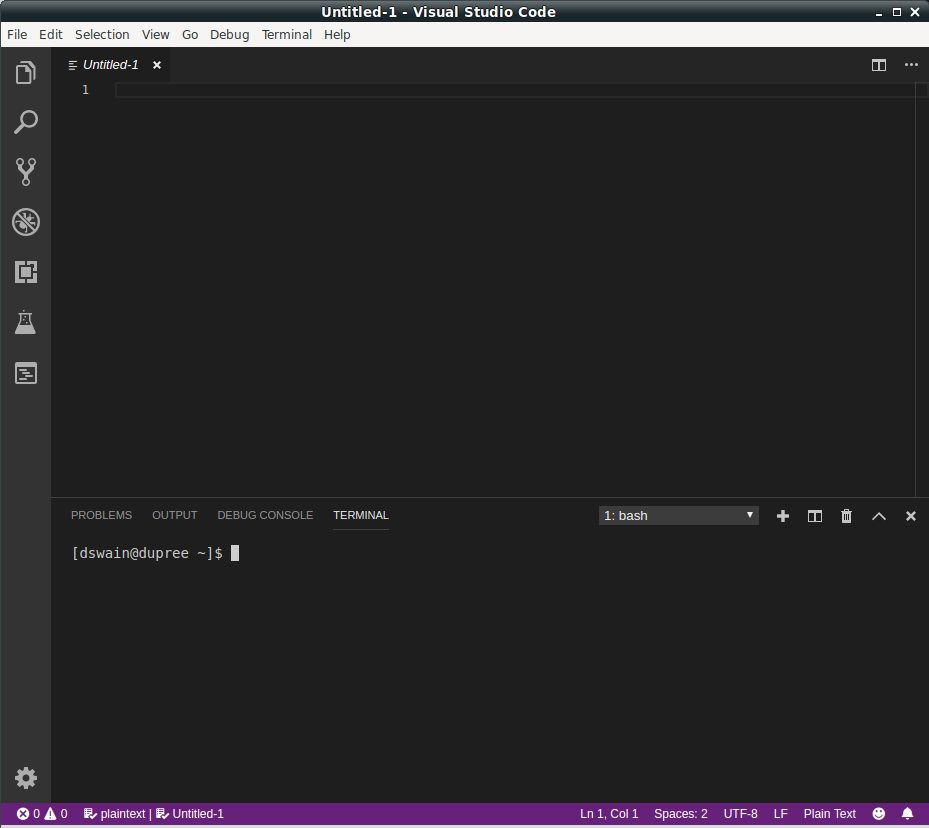 Untitled-1 - Visual Studio Code
File Edit Selection View Go Debug Terminal Help
Untitled-1
1
PROBLEMS OUTPUT DEBUG CONSOLE TERMINAL 1: bash
[dswain@dupree ~]$
0 0 plaintext | Untitled-1 Ln 1, Col 1 Spaces: 2 UTF-8 LF Plain Text